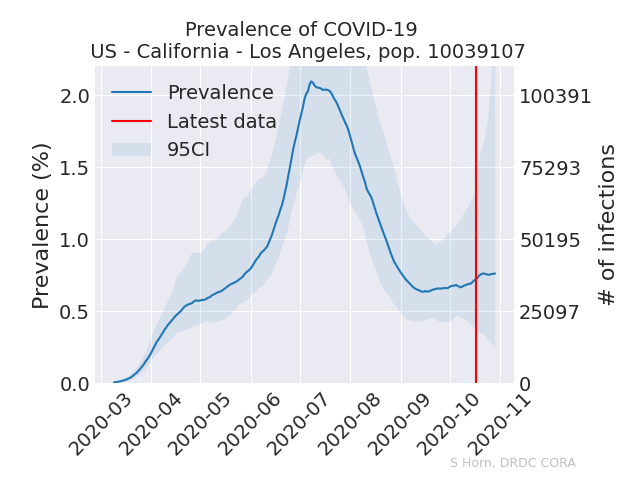 Prevalence of COVID-19
US - California - Los Angeles, pop. 10039107
Prevalence
Latest data
95CI
Prevalence (%)
2.0
1.5
1.0
0.5
0.0
100391
75293
50195
25097
0
# of infections
2020-03
2020-04
2020-05
2020-06
2020-07
2020-08
2020-09
2020-10
2020-11
S Horn, DRDC CORA